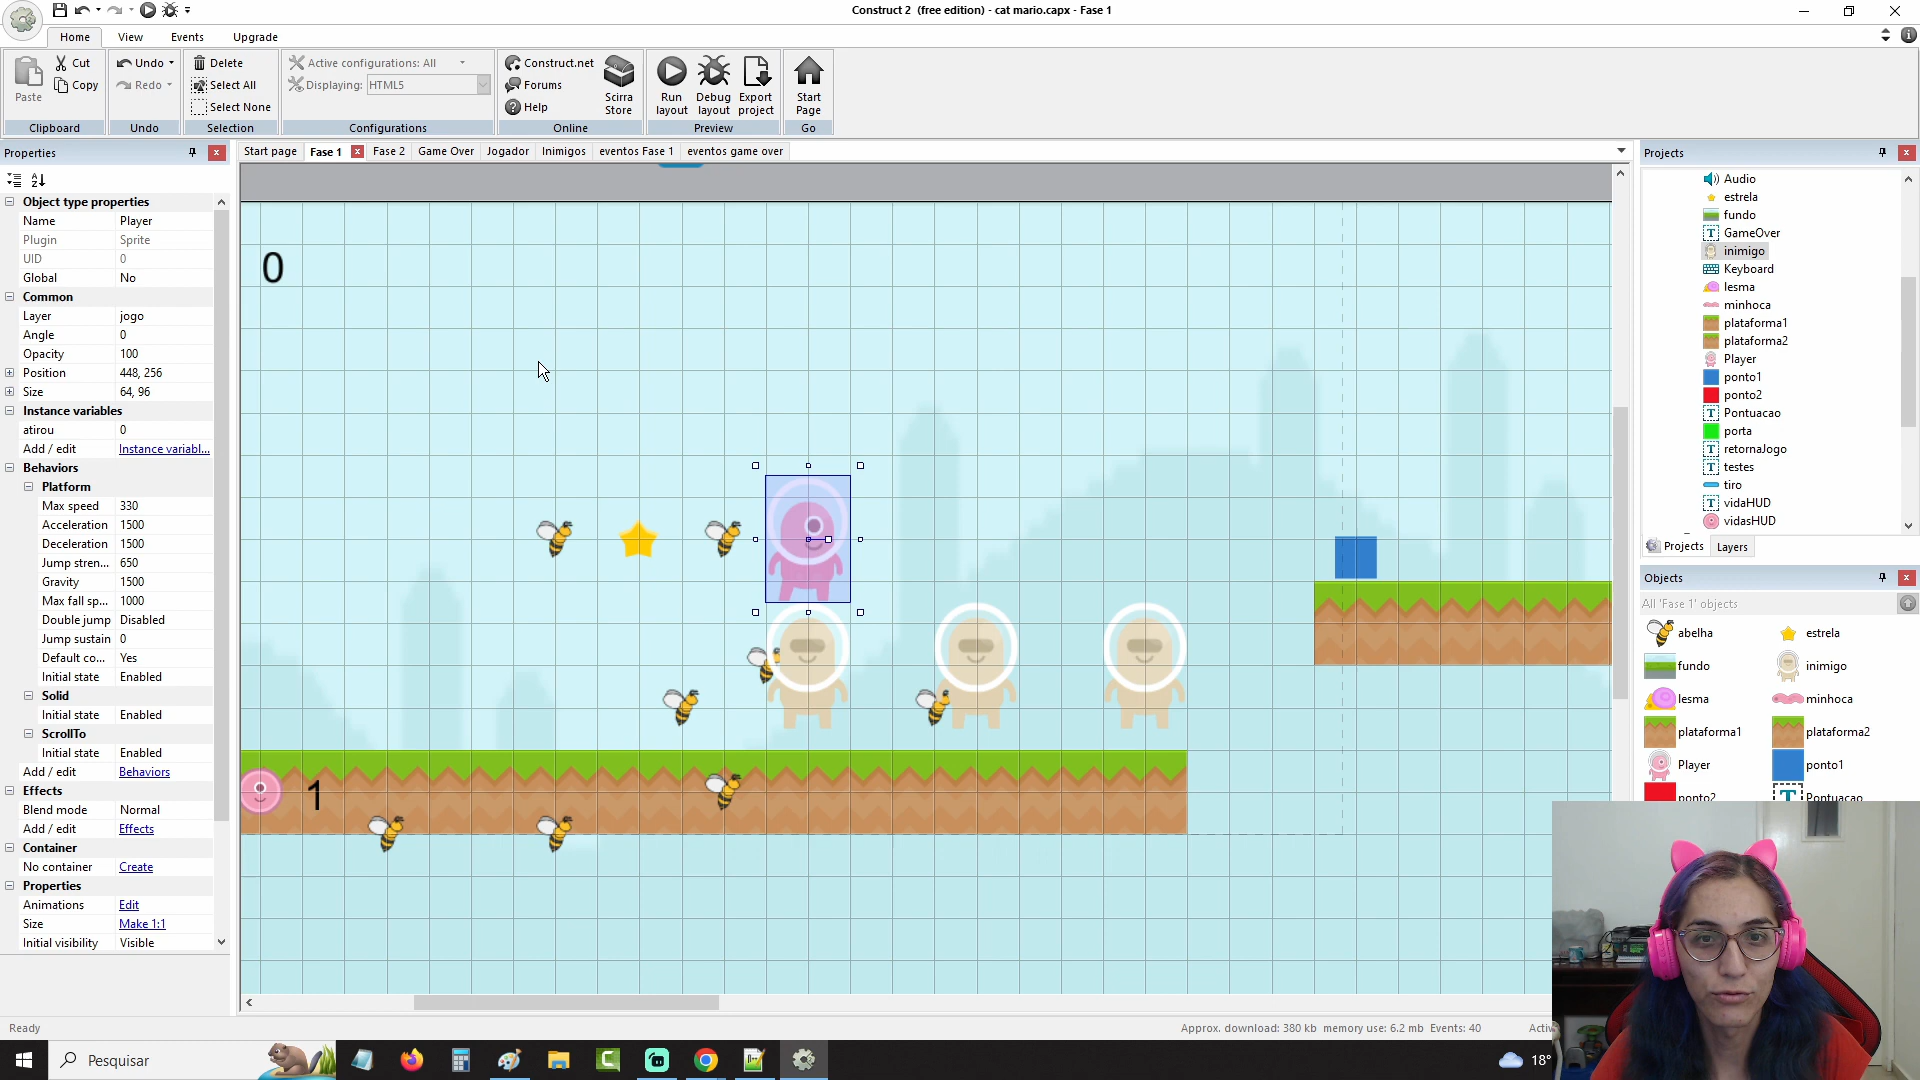 Construct 2 (free edition) - cat mario.capx - Fase 1
Home View Events Upgrade
Paste
Cut
Copy
Clipboard
Undo
Redo
Undo
Delete
Select All
Select None
Selection
Active configurations: All
Displaying: HTML5
Configurations
Construct.net
Forums
Help
Scirra Store
Online
Run layout
Debug layout
Export project
Preview
Start Page
Go
Properties
Object type properties
Name Player
Plugin Sprite
UID 0
Global No
Common
Layer jogo
Angle 0
Opacity 100
Position 448, 256
Size 64, 96
Instance variables
atirou 0
Add / edit Instance variabl...
Behaviors
Platform
Max speed 330
Acceleration 1500
Deceleration 1500
Jump stren... 650
Gravity 1500
Max fall sp... 1000
Double jump Disabled
Jump sustain 0
Default co... Yes
Initial state Enabled
Solid
Initial state Enabled
ScrollTo
Initial state Enabled
Add / edit Behaviors
Effects
Blend mode Normal
Add / edit Effects
Container
No container Create
Properties
Animations Edit
Size Make 1:1
Initial visibility Visible
Start page Fase 1 Fase 2 Game Over Jogador Inimigos eventos Fase 1 eventos game over
0
1
Projects
Audio
estrela
fundo
GameOver
inimigo
Keyboard
lesma
minhoca
plataforma1
plataforma2
Player
ponto1
ponto2
Pontuacao
porta
retornaJogo
testes
tiro
vidaHUD
vidasHUD
Projects Layers
Objects
All 'Fase 1' objects
abelha estrela
fundo inimigo
lesma minhoca
plataforma1 plataforma2
Player ponto1
ponto2 Pontuacao
Ready
Approx. download: 380 kb memory use: 6.2 mb Events: 40
Pesquisar
18°